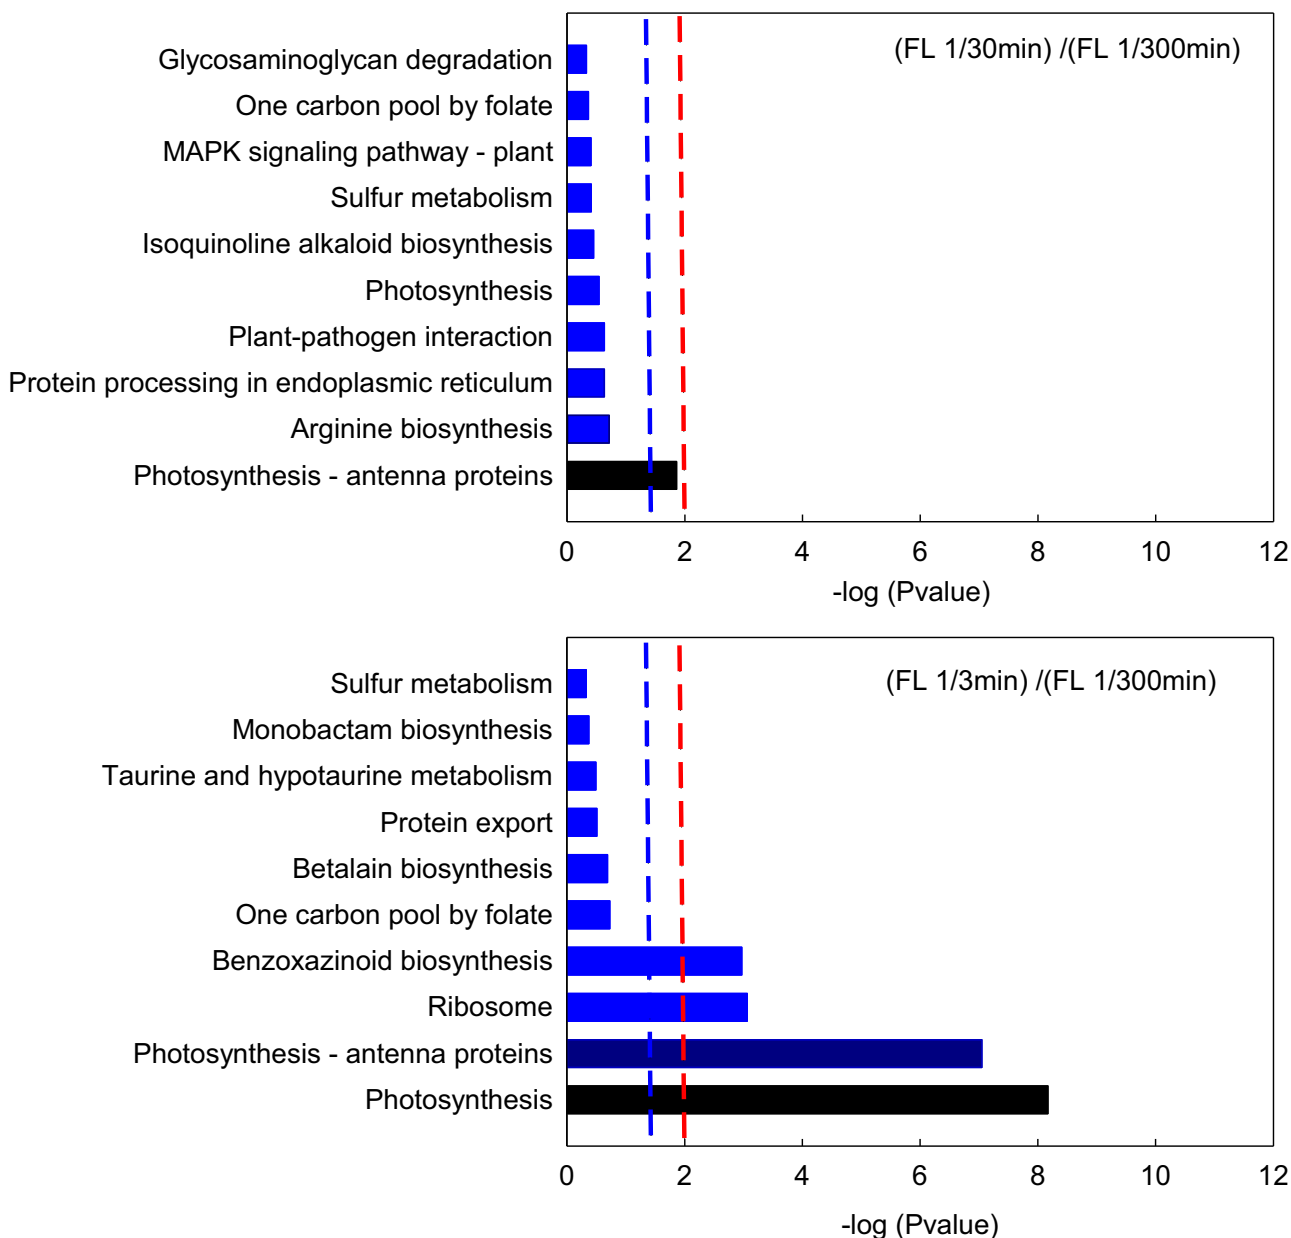 (FL 1/30min) /(FL 1/300min)
Glycosaminoglycan degradation
One carbon pool by folate
MAPK signaling pathway - plant
Sulfur metabolism
Isoquinoline alkaloid biosynthesis
Photosynthesis
Plant-pathogen interaction
Protein processing in endoplasmic reticulum
Arginine biosynthesis
Photosynthesis - antenna proteins
0 2 4 6 8 10 12
-log (Pvalue)
(FL 1/3min) /(FL 1/300min)
Sulfur metabolism
Monobactam biosynthesis
Taurine and hypotaurine metabolism
Protein export
Betalain biosynthesis
One carbon pool by folate
Benzoxazinoid biosynthesis
Ribosome
Photosynthesis - antenna proteins
Photosynthesis
0 2 4 6 8 10 12
-log (Pvalue)